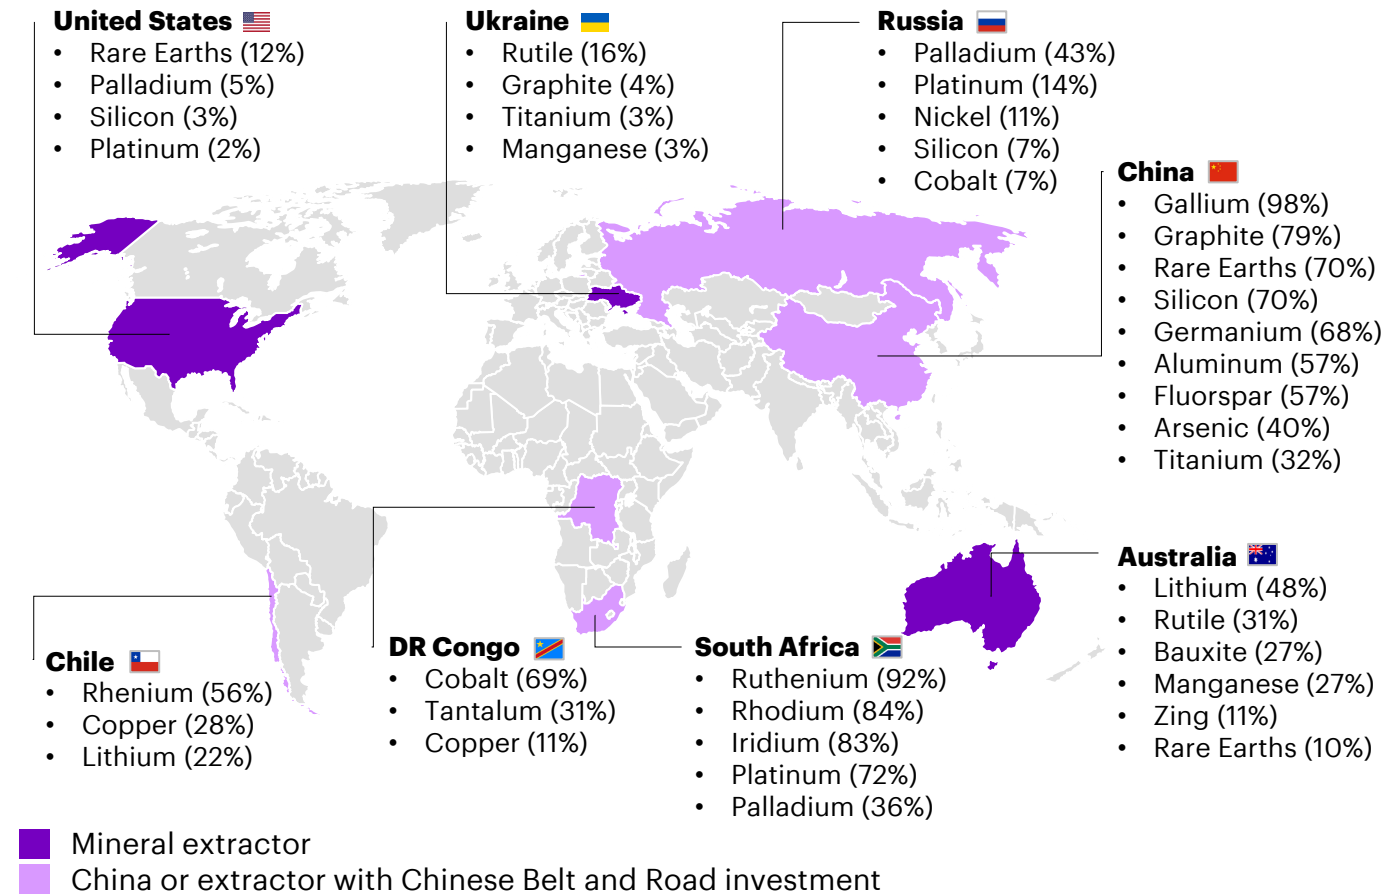 United States
• Rare Earths (12%)
• Palladium (5%)
• Silicon (3%)
• Platinum (2%)
Ukraine
• Rutile (16%)
• Graphite (4%)
• Titanium (3%)
• Manganese (3%)
Russia
• Palladium (43%)
• Platinum (14%)
• Nickel (11%)
• Silicon (7%)
• Cobalt (7%)
China
• Gallium (98%)
• Graphite (79%)
• Rare Earths (70%)
• Silicon (70%)
• Germanium (68%)
• Aluminum (57%)
• Fluorspar (57%)
• Arsenic (40%)
• Titanium (32%)
Australia
• Lithium (48%)
• Rutile (31%)
• Bauxite (27%)
• Manganese (27%)
• Zing (11%)
• Rare Earths (10%)
Chile
• Rhenium (56%)
• Copper (28%)
• Lithium (22%)
DR Congo
• Cobalt (69%)
• Tantalum (31%)
• Copper (11%)
South Africa
• Ruthenium (92%)
• Rhodium (84%)
• Iridium (83%)
• Platinum (72%)
• Palladium (36%)
Mineral extractor
China or extractor with Chinese Belt and Road investment